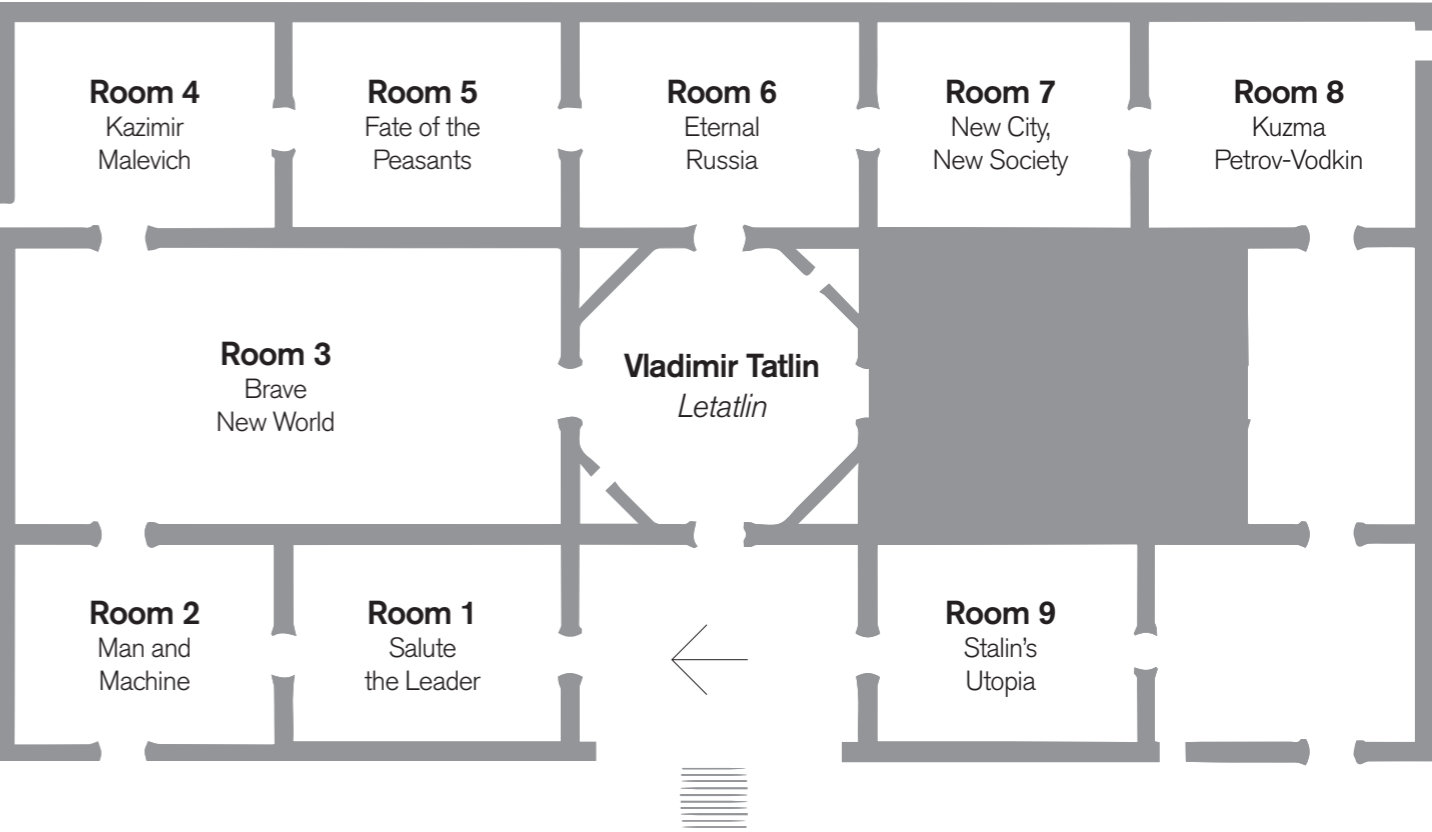 Room 4
Kazimir
Malevich
Room 5
Fate of the
Peasants
Room 6
Eternal
Russia
Room 7
New City,
New Society
Room 8
Kuzma
Petrov-Vodkin
Room 3
Brave
New World
Vladimir Tatlin
Letatlin
Room 2
Man and
Machine
Room 1
Salute
the Leader
Room 9
Stalin’s
Utopia